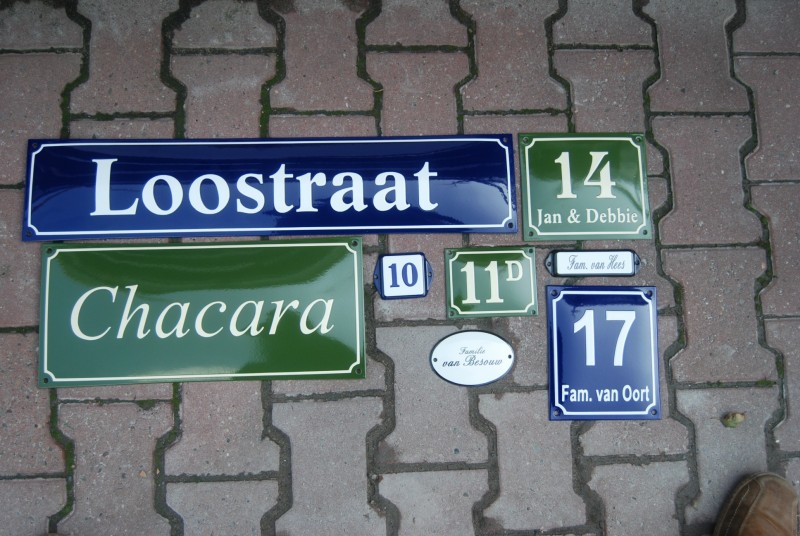 Loostraat
14
Jan & Debbie
Chacara
10
11D
Fam. van Hees
Familie
van Besouw
17
Fam. van Oort